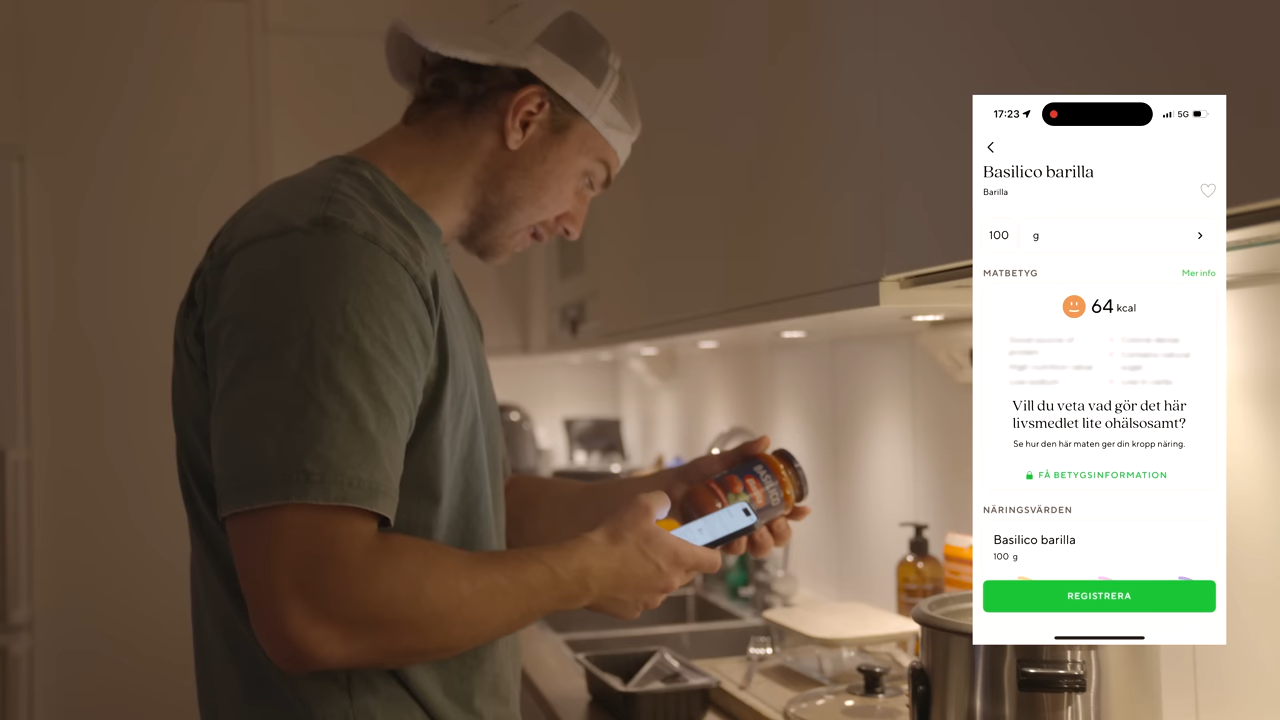 BASILICO
17:23
5G
Basilico barilla
Barilla
100 g
MATBETYG
Mer info
64 kcal
Vill du veta vad gör det här
livsmedlet lite ohälsosamt?
Se hur den här maten ger din kropp näring.
FÅ BETYGSINFORMATION
NÄRINGSVÄRDEN
Basilico barilla
100 g
REGISTRERA